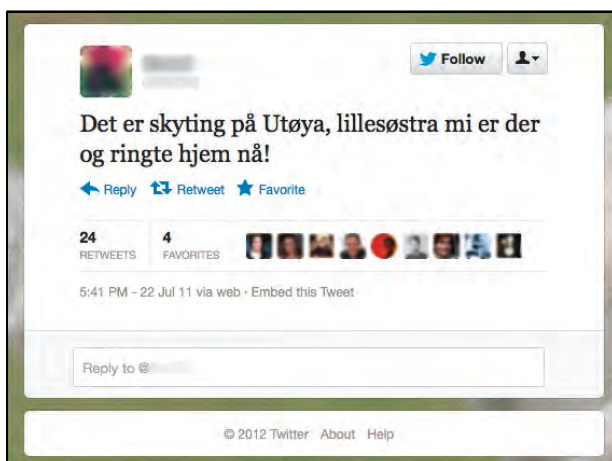 Follow
Det er skyting på Utøya, lillesøstra mi er der
og ringte hjem nå!
Reply Retweet Favorite
24 4
RETWEETS FAVORITES
5:41 PM - 22 Jul 11 via web · Embed this Tweet
Reply to @
© 2012 Twitter About Help